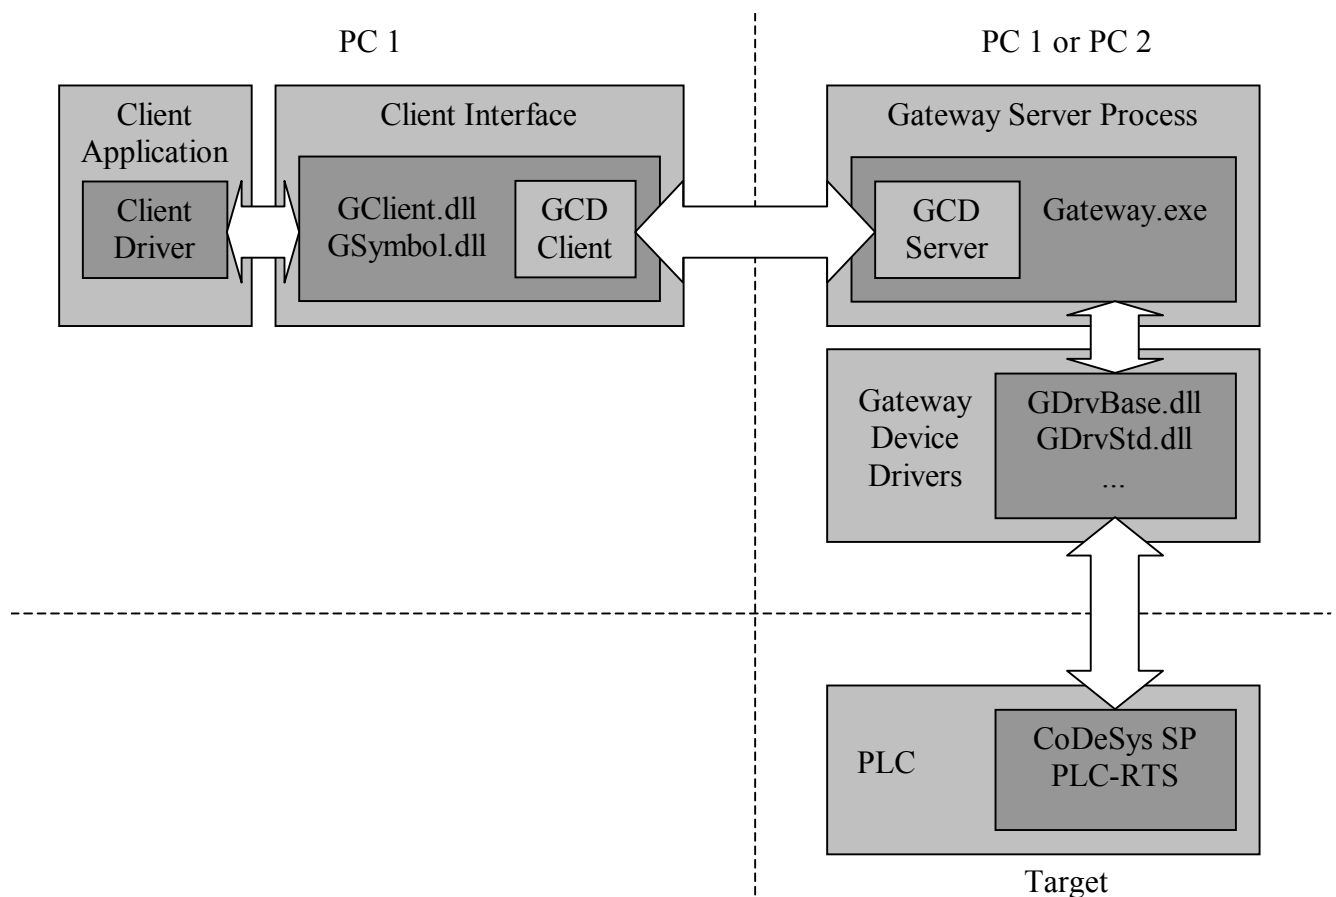 PC 1
PC 1 or PC 2
Client
Application
Client
Driver
Client Interface
GClient.dll
GSymbol.dll
GCD
Client
Gateway Server Process
GCD
Server
Gateway.exe
Gateway
Device
Drivers
GDrvBase.dll
GDrvStd.dll
...
PLC
CoDeSys SP
PLC-RTS
Target